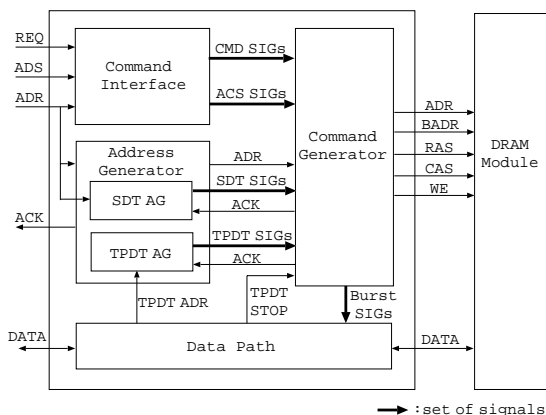 REQ
ADS
ADR
ACK
DATA
Command
Interface
CMD SIGs
ACS SIGs
Address
Generator
ADR
SDT SIGs
SDT AG
ACK
TPDT SIGs
TPDT AG
ACK
TPDT ADR
TPDT
STOP
Command
Generator
Burst
SIGs
Data Path
ADR
BADR
RAS
CAS
WE
DATA
DRAM
Module
:set of signals